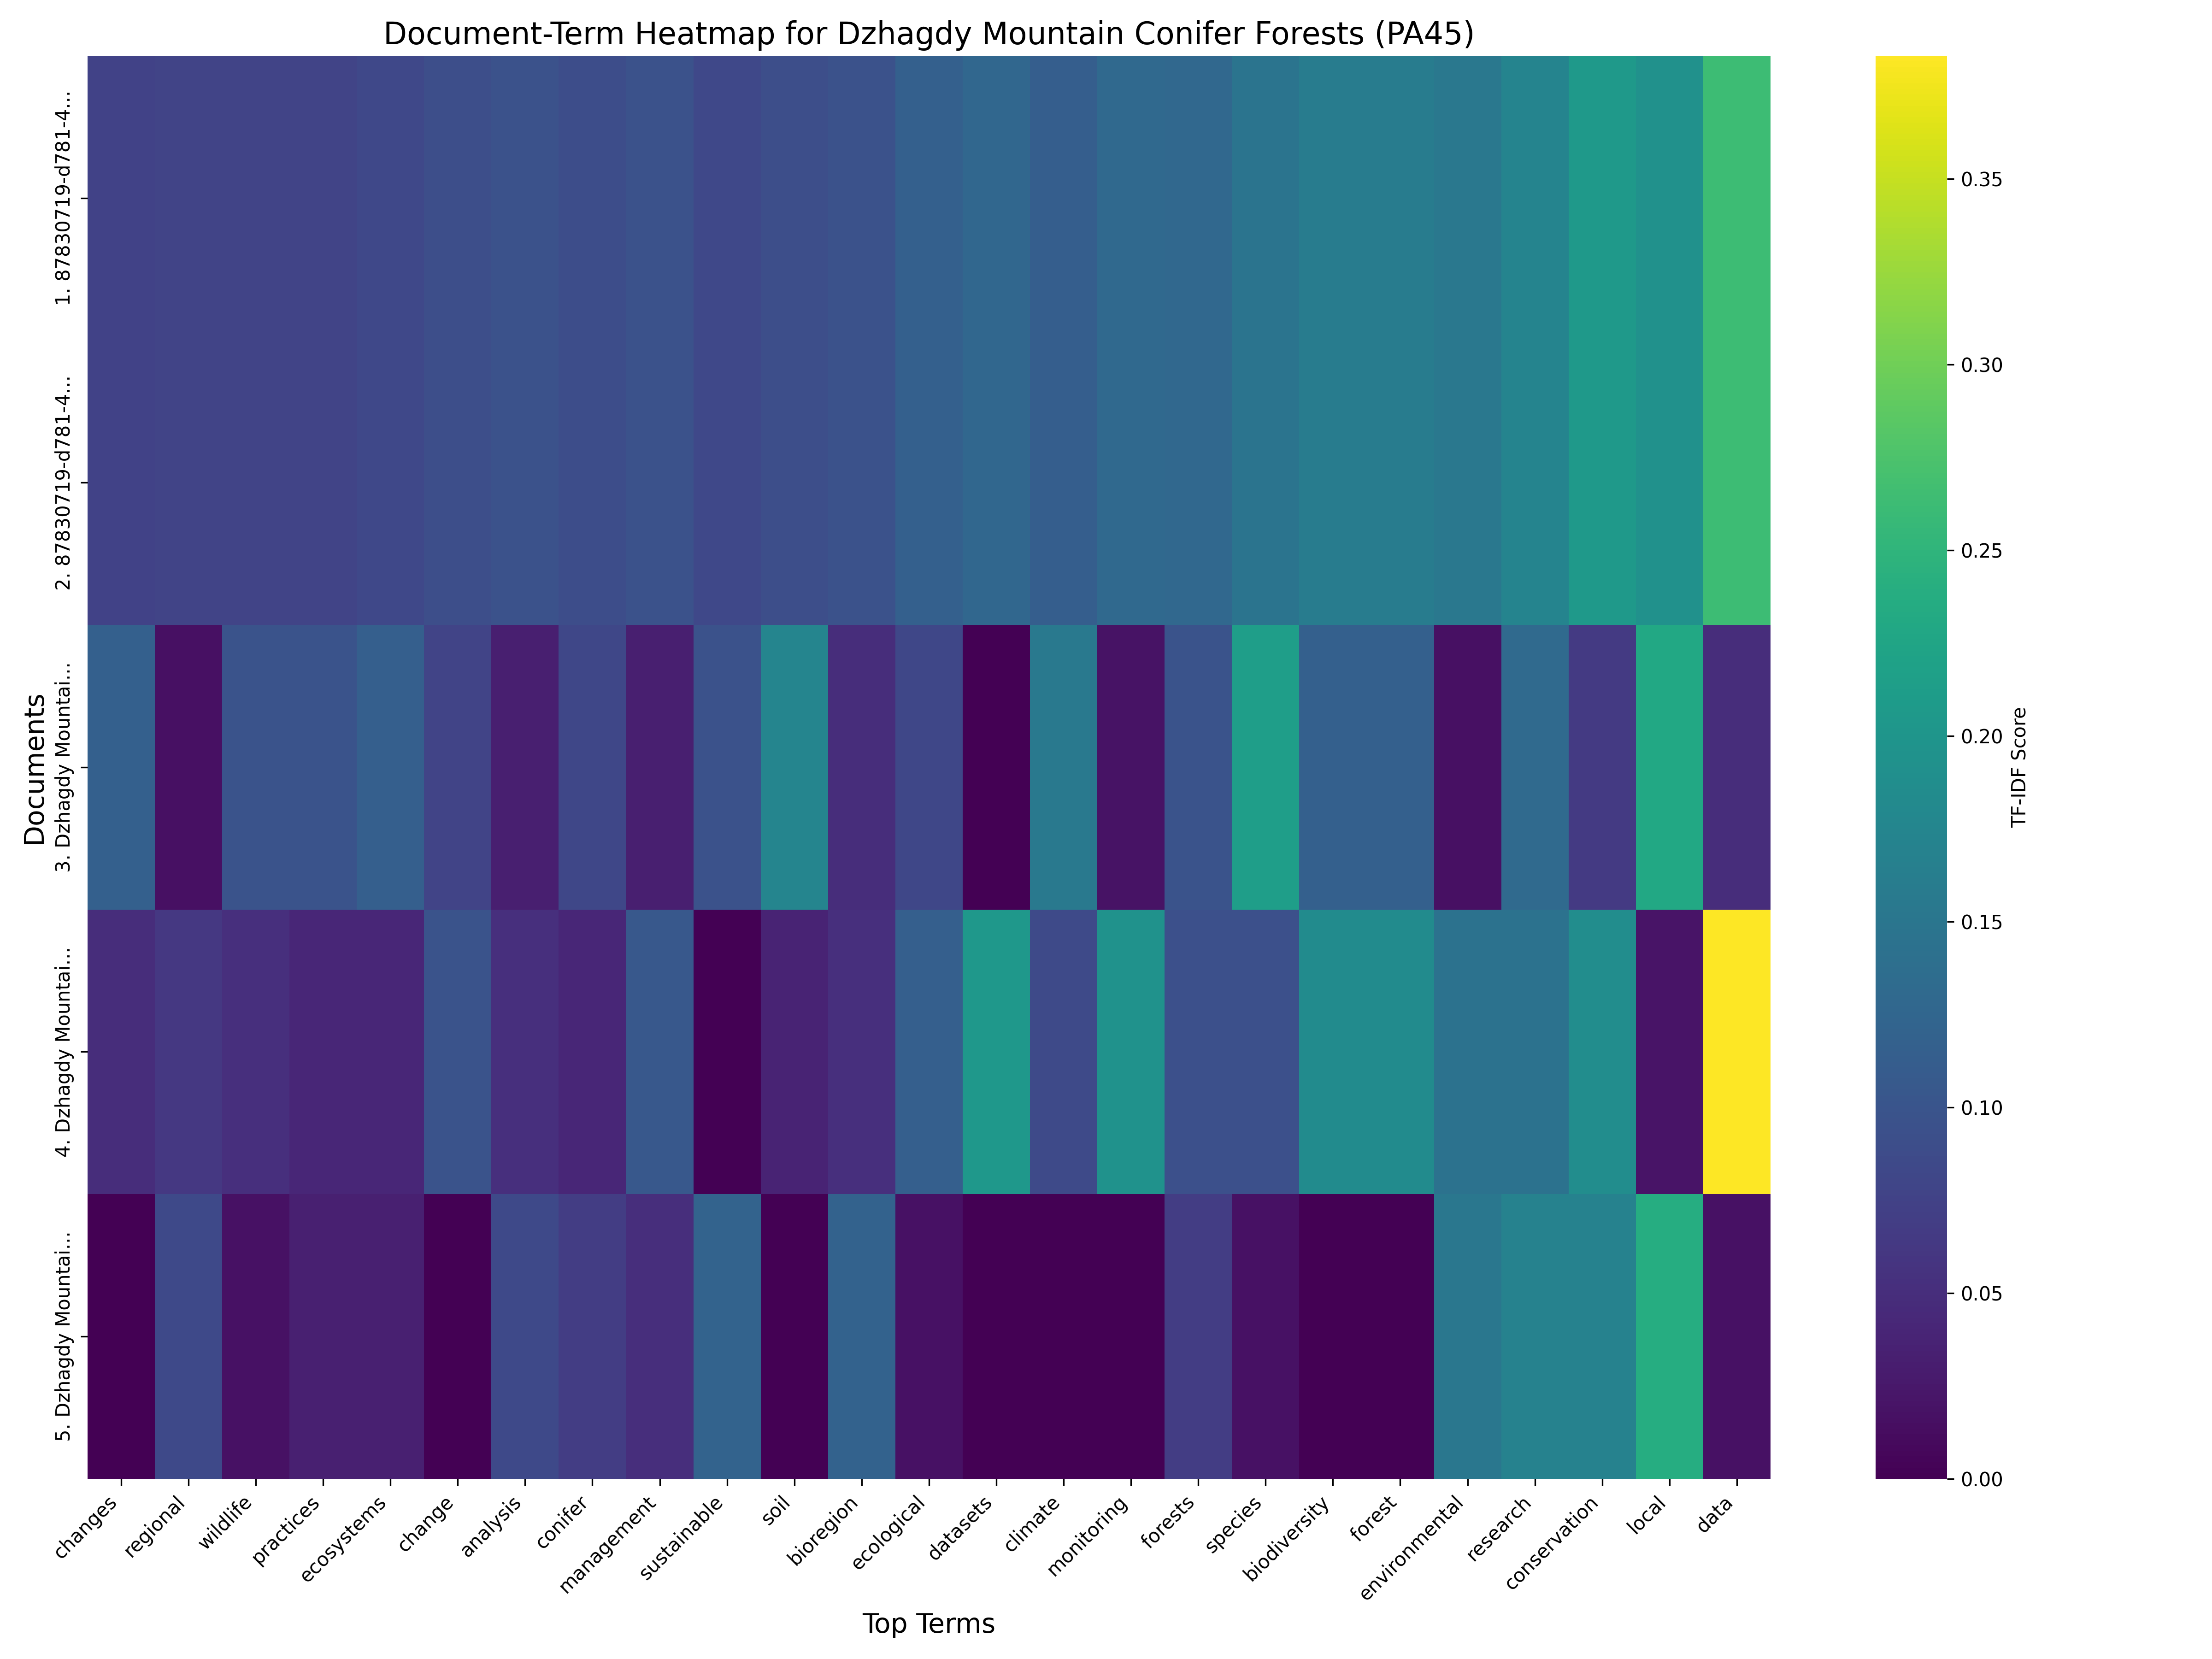 Document-Term Heatmap for Dzhagdy Mountain Conifer Forests (PA45)
Documents
1. 87830719-d781-4...
2. 87830719-d781-4...
3. Dzhagdy Mountai...
4. Dzhagdy Mountai...
5. Dzhagdy Mountai...
changes
regional
wildlife
practices
ecosystems
change
analysis
conifer
management
sustainable
soil
bioregion
ecological
datasets
climate
monitoring
forests
species
biodiversity
forest
environmental
research
conservation
local
data
Top Terms
0.35
0.30
0.25
0.20
0.15
0.10
0.05
0.00
TF-IDF Score